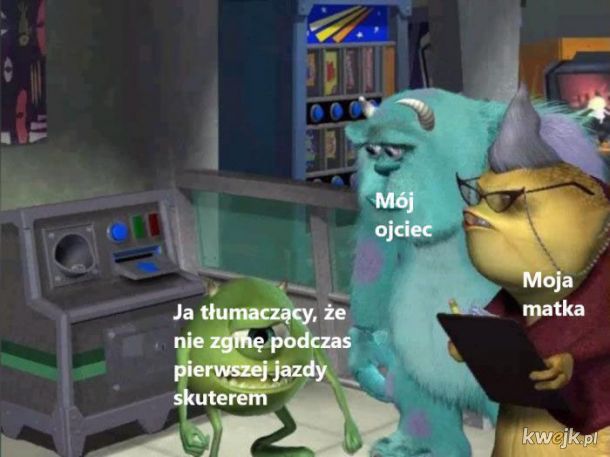 Mój
ojciec
Moja
matka
Ja tłumaczący, że
nie zginę podczas
pierwszej jazdy
skuterem
kwejk.pl